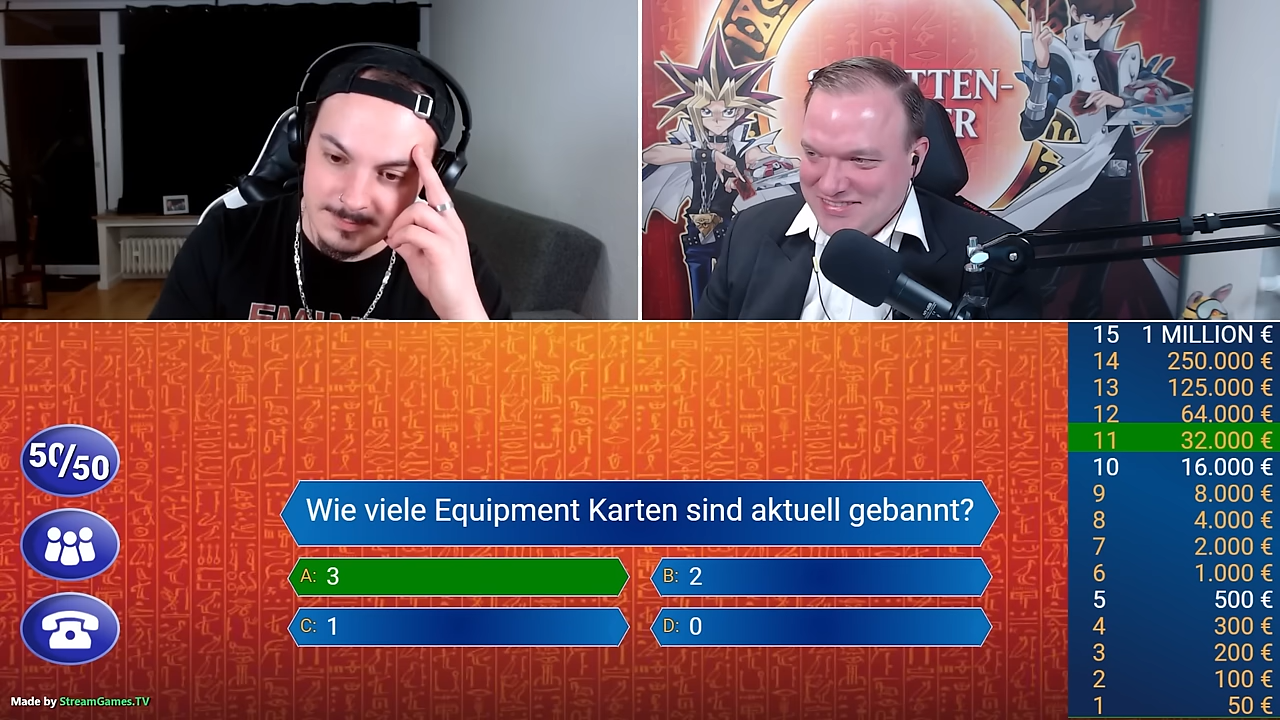 TTEN-
ER
EMINE
15 1 MILLION €
14 250.000 €
13 125.000 €
12 64.000 €
11 32.000 €
10 16.000 €
9 8.000 €
8 4.000 €
7 2.000 €
6 1.000 €
5 500 €
4 300 €
3 200 €
2 100 €
1 50 €
50/50
Wie viele Equipment Karten sind aktuell gebannt?
A: 3
B: 2
C: 1
D: 0
Made by StreamGames.TV